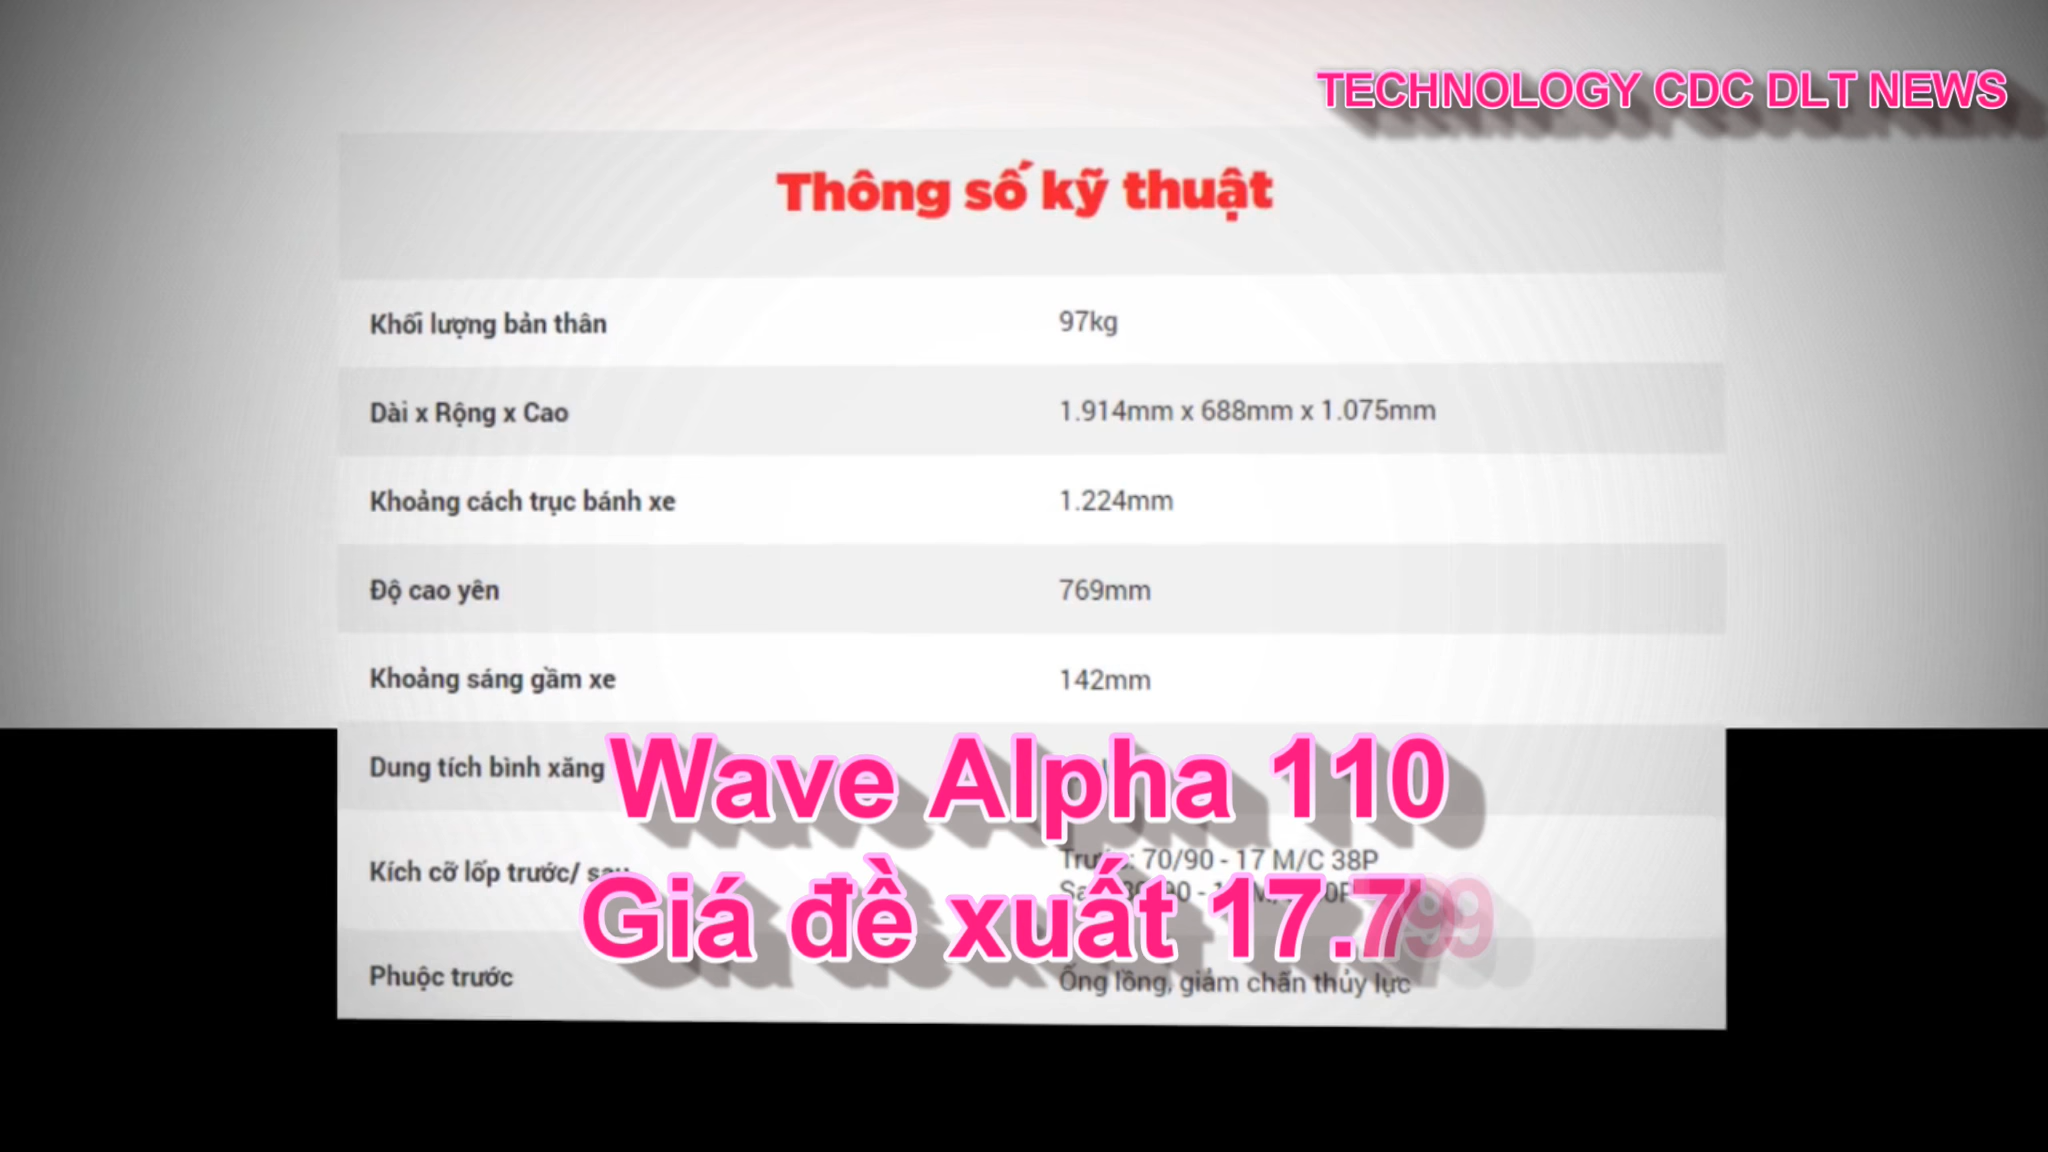 TECHNOLOGY CDC DLT NEWS
Thông số kỹ thuật
Khối lượng bản thân 97kg
Dài x Rộng x Cao 1.914mm x 688mm x 1.075mm
Khoảng cách trục bánh xe 1.224mm
Độ cao yên 769mm
Khoảng sáng gầm xe 142mm
Dung tích bình xăng
Wave Alpha 110
Kích cỡ lốp trước/
70/90 - 17 M/C 38P
Giá đề xuất 17.799
Phuộc trước Ống lồng, giảm chấn thủy lực